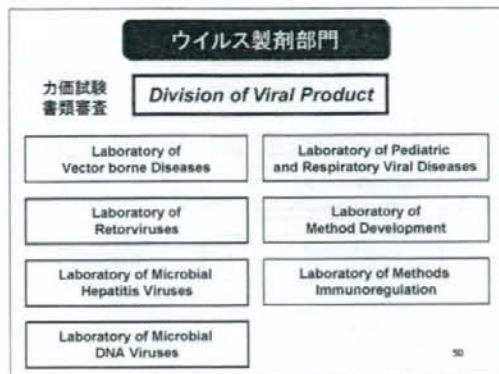 ウイルス製剤部門
力価試験
書類審査
Division of Viral Product
Laboratory of
Vector borne Diseases
Laboratory of Pediatric
and Respiratory Viral Diseases
Laboratory of
Retorviruses
Laboratory of
Method Development
Laboratory of Microbial
Hepatitis Viruses
Laboratory of Methods
Immunoregulation
Laboratory of Microbial
DNA Viruses
50